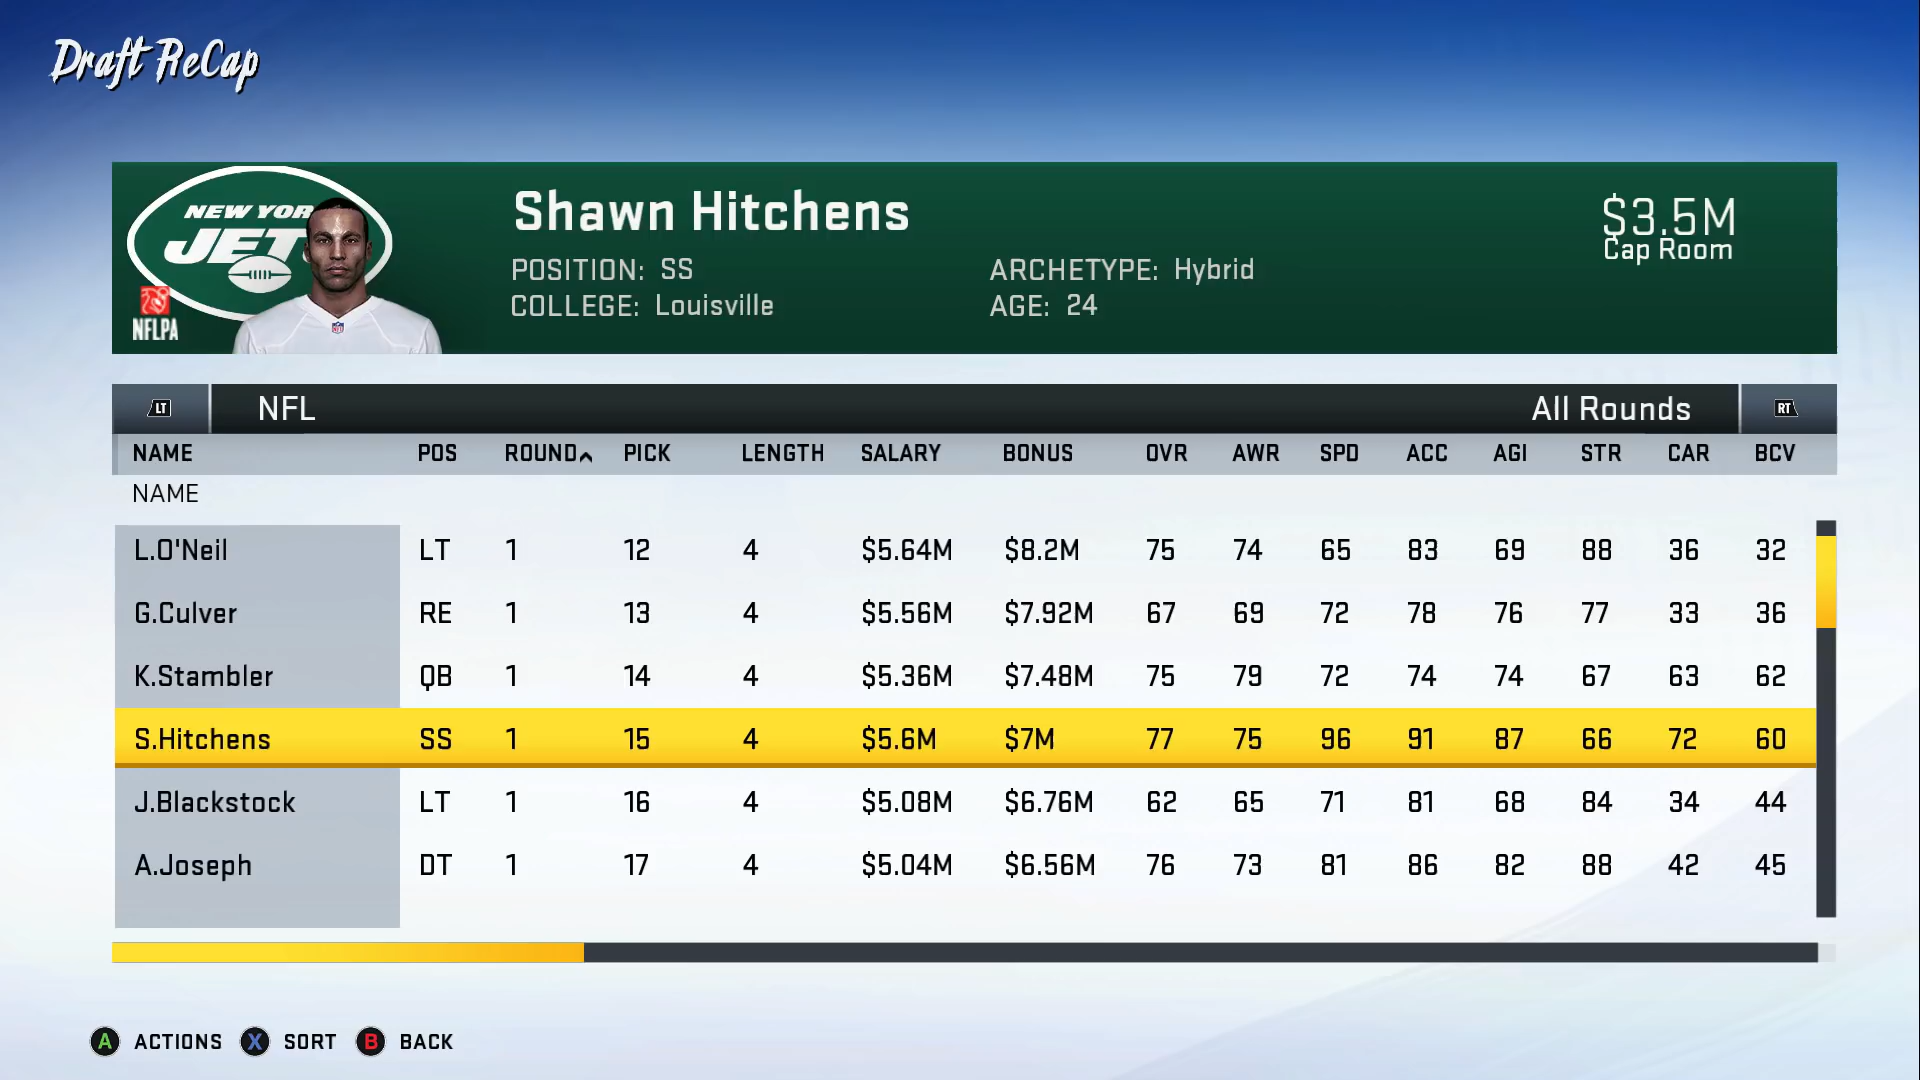 Draft ReCap
NEW YOR
JET
NFLPA
Shawn Hitchens
POSITION: SS
COLLEGE: Louisville
ARCHETYPE: Hybrid
AGE: 24
$3.5M
Cap Room
LT NFL All Rounds RT
NAME POS ROUND PICK LENGTH SALARY BONUS OVR AWR SPD ACC AGI STR CAR BCV
NAME
L.O'Neil LT 1 12 4 $5.64M $8.2M 75 74 65 83 69 88 36 32
G.Culver RE 1 13 4 $5.56M $7.92M 67 69 72 78 76 77 33 36
K.Stambler QB 1 14 4 $5.36M $7.48M 75 79 72 74 74 67 63 62
S.Hitchens SS 1 15 4 $5.6M $7M 77 75 96 91 87 66 72 60
J.Blackstock LT 1 16 4 $5.08M $6.76M 62 65 71 81 68 84 34 44
A.Joseph DT 1 17 4 $5.04M $6.56M 76 73 81 86 82 88 42 45
A ACTIONS X SORT B BACK